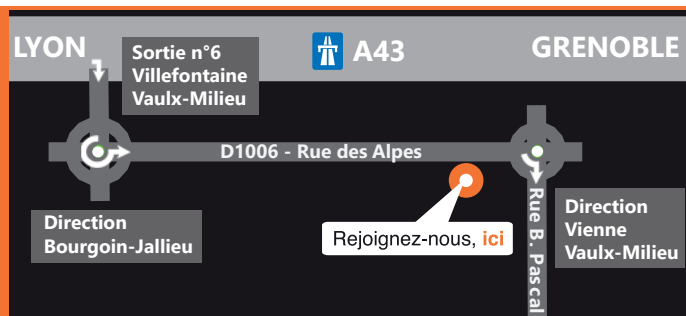 LYON
Sortie n°6
Villefontaine
Vaulx-Milieu
A43
GRENOBLE
D1006 - Rue des Alpes
Direction
Bourgoin-Jallieu
Rejoignez-nous, ici
Rue B. Pascal
Direction
Vienne
Vaulx-Milieu